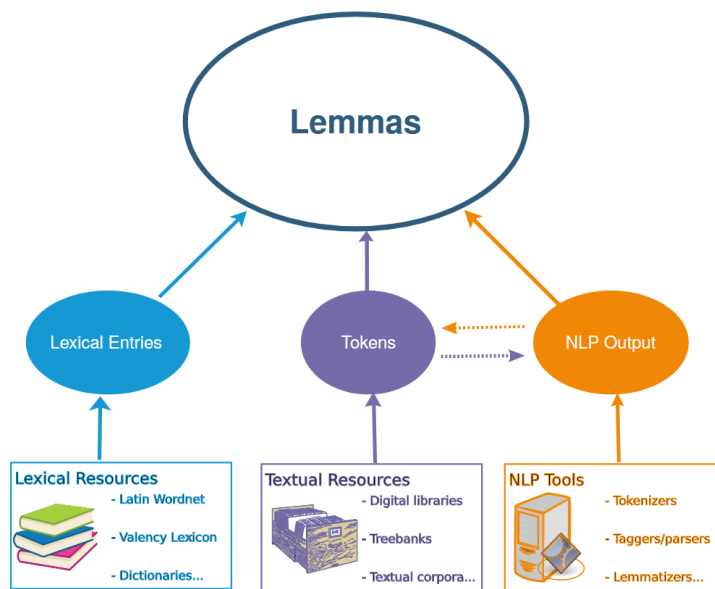 Lemmas
Lexical Entries
Tokens
NLP Output
Lexical Resources
- Latin Wordnet
- Valency Lexicon
- Dictionaries...
Textual Resources
- Digital libraries
- Treebanks
- Textual corpora...
NLP Tools
- Tokenizers
- Taggers/parsers
- Lemmatizers...